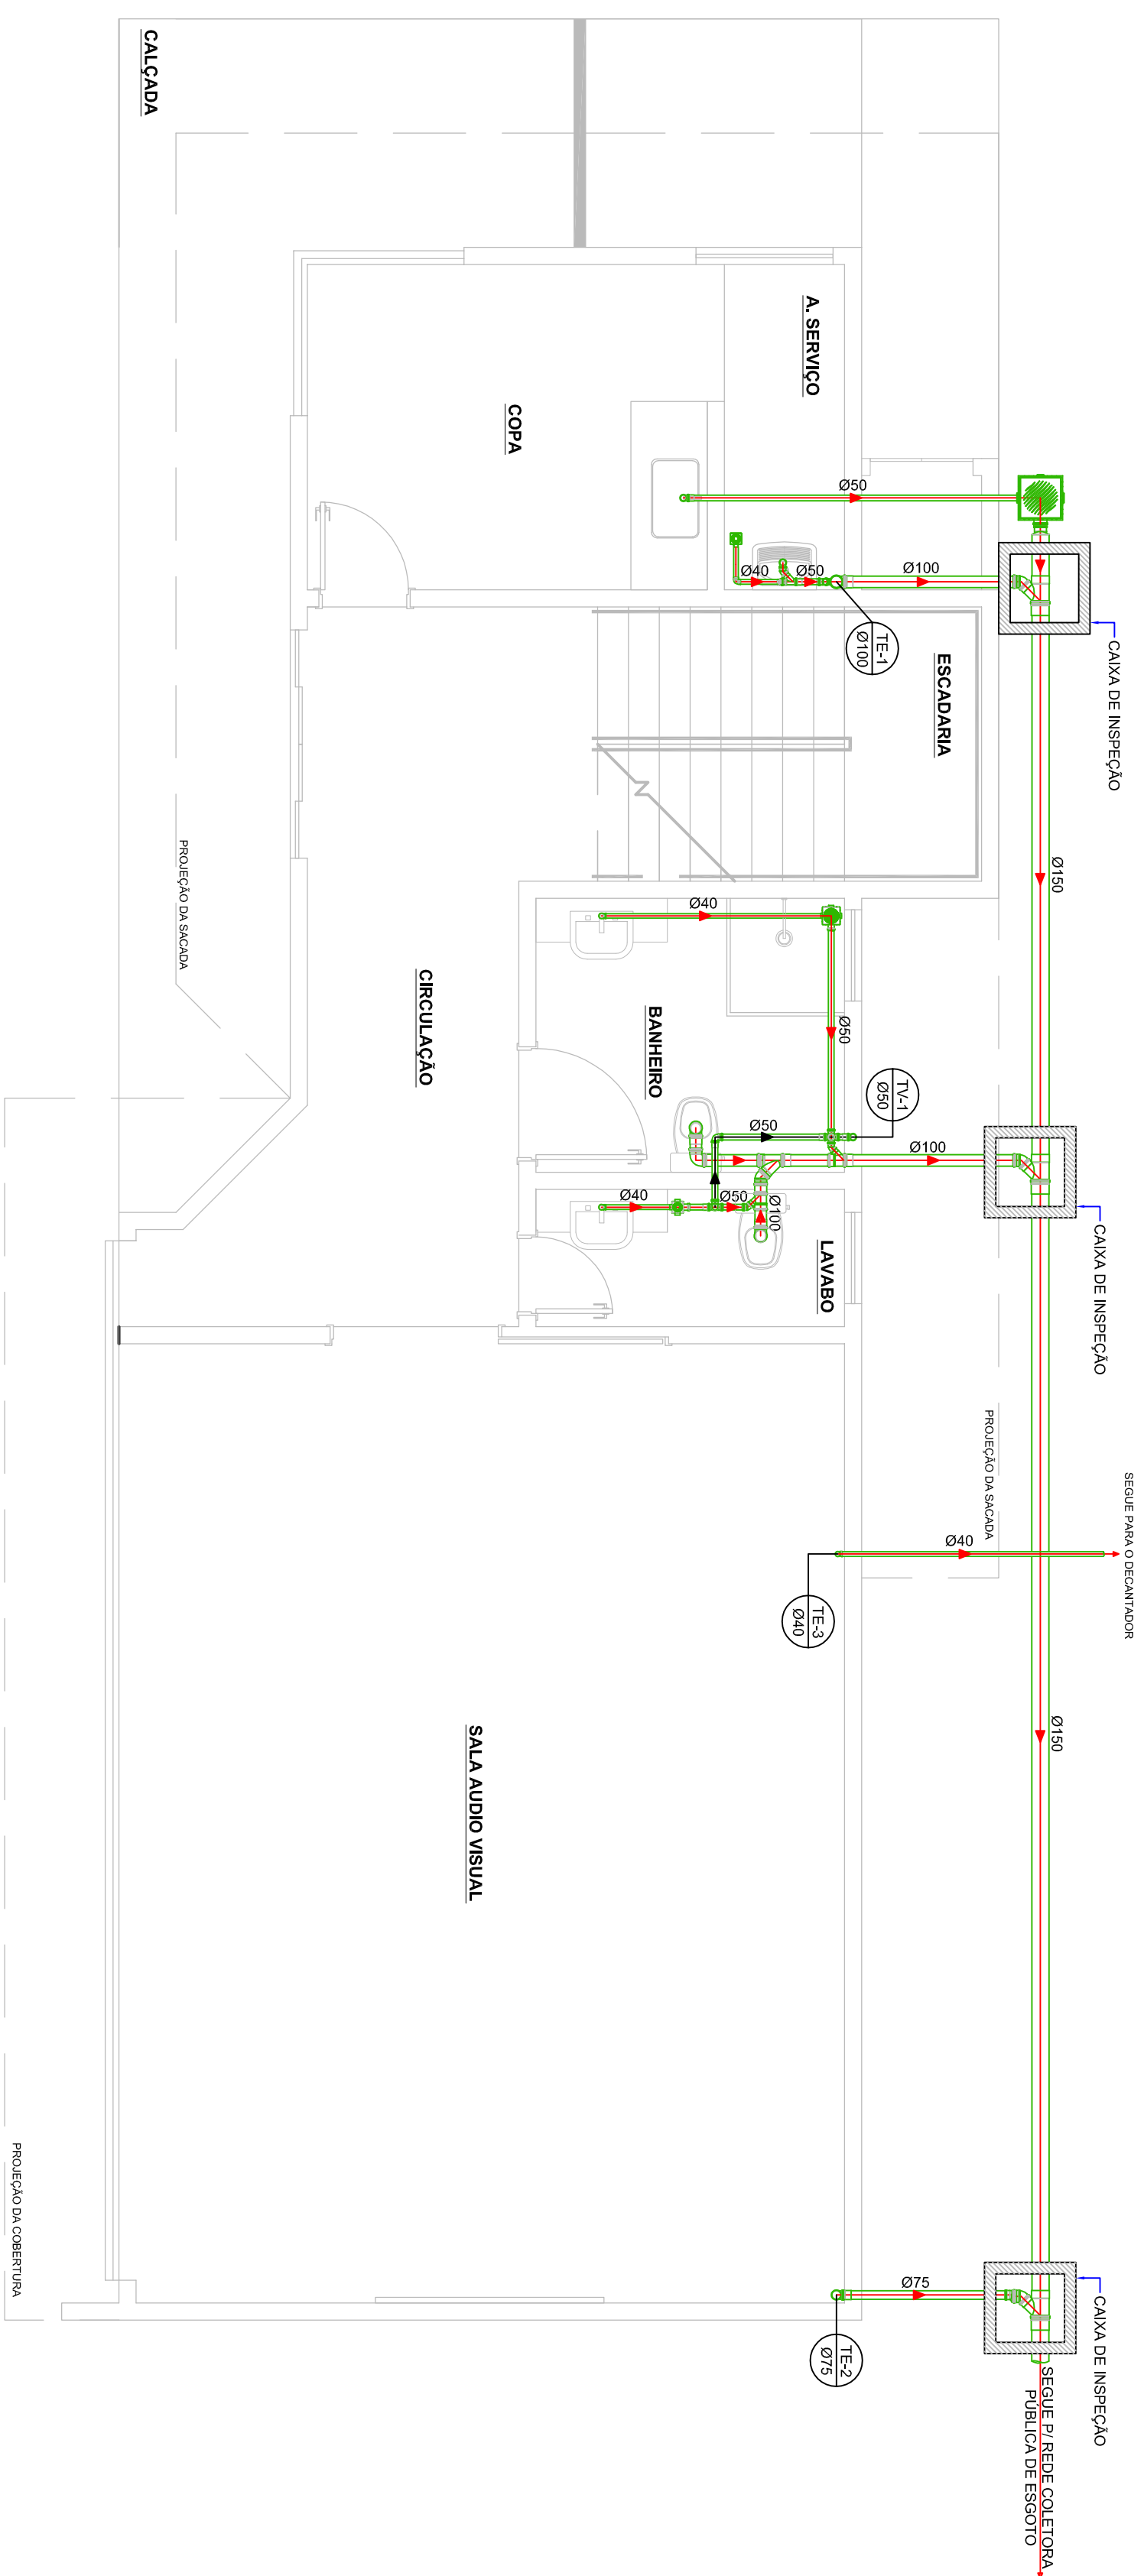 CALÇADA
A. SERVIÇO
COPA
Ø50
Ø40
Ø50
Ø100
TE-1
Ø100
CAIXA DE INSPEÇÃO
ESCADARIA
Ø150
PROJEÇÃO DA SACADA
Ø40
CIRCULAÇÃO
BANHEIRO
Ø50
TV-1
Ø50
Ø50
Ø100
CAIXA DE INSPEÇÃO
Ø40
Ø50
Ø100
LAVABO
PROJEÇÃO DA SACADA
SEGUE PARA O DECANTADOR
Ø40
TE-3
Ø40
Ø150
SALA AUDIO VISUAL
PROJEÇÃO DA COBERTURA
Ø75
TE-2
Ø75
CAIXA DE INSPEÇÃO
SEGUE P/ REDE COLETORA
PÚBLICA DE ESGOTO